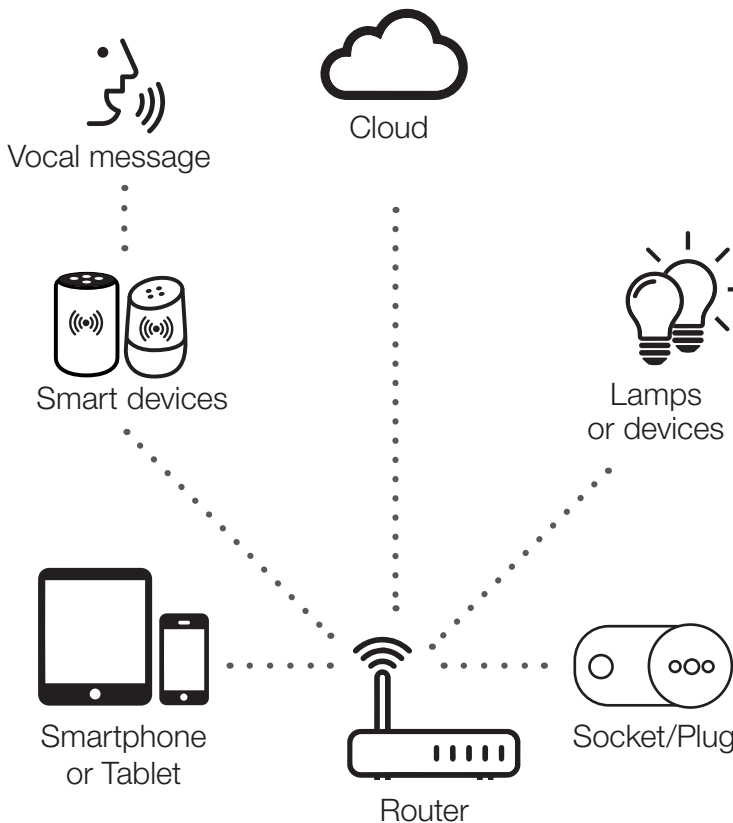 Cloud
Vocal message
Smart devices
Lamps
or devices
Smartphone
or Tablet
Socket/Plug
Router